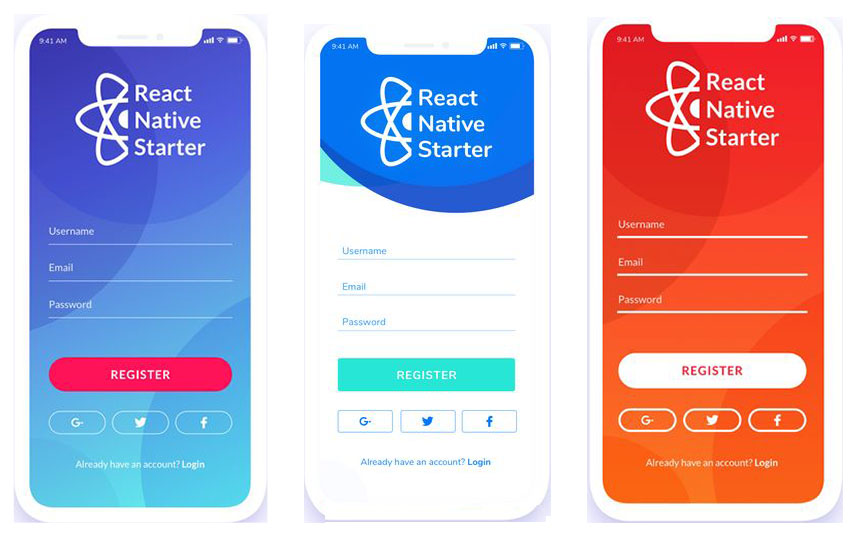 9:41 AM
React
Native
Starter
Username
Email
Password
REGISTER
G+
Already have an account? Login
9:41 AM
React
Native
Starter
Username
Email
Password
REGISTER
G+
Already have an account? Login
9:41 AM
React
Native
Starter
Username
Email
Password
REGISTER
G+
Already have an account? Login